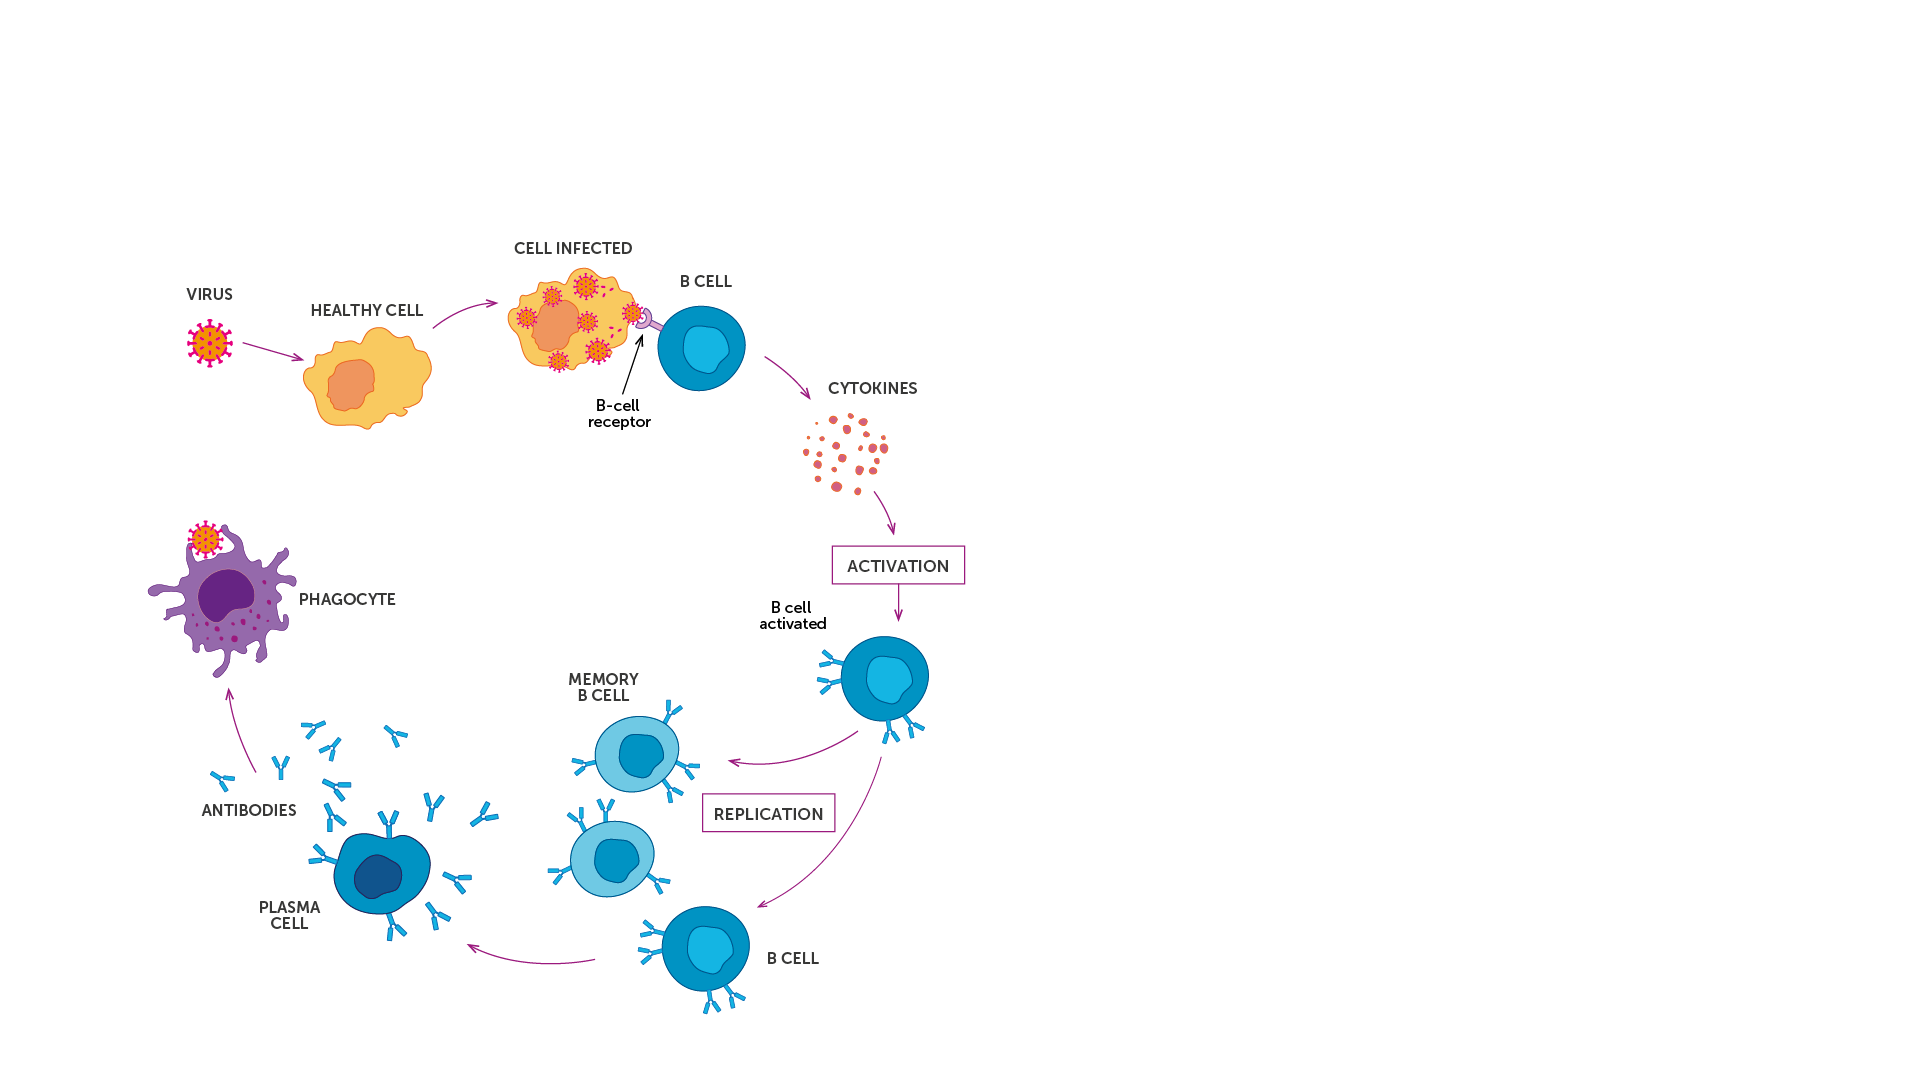 CELL INFECTED
B CELL
VIRUS
HEALTHY CELL
CYTOKINES
B-cell
receptor
ACTIVATION
PHAGOCYTE
B cell
activated
MEMORY
B CELL
ANTIBODIES
REPLICATION
PLASMA
CELL
B CELL